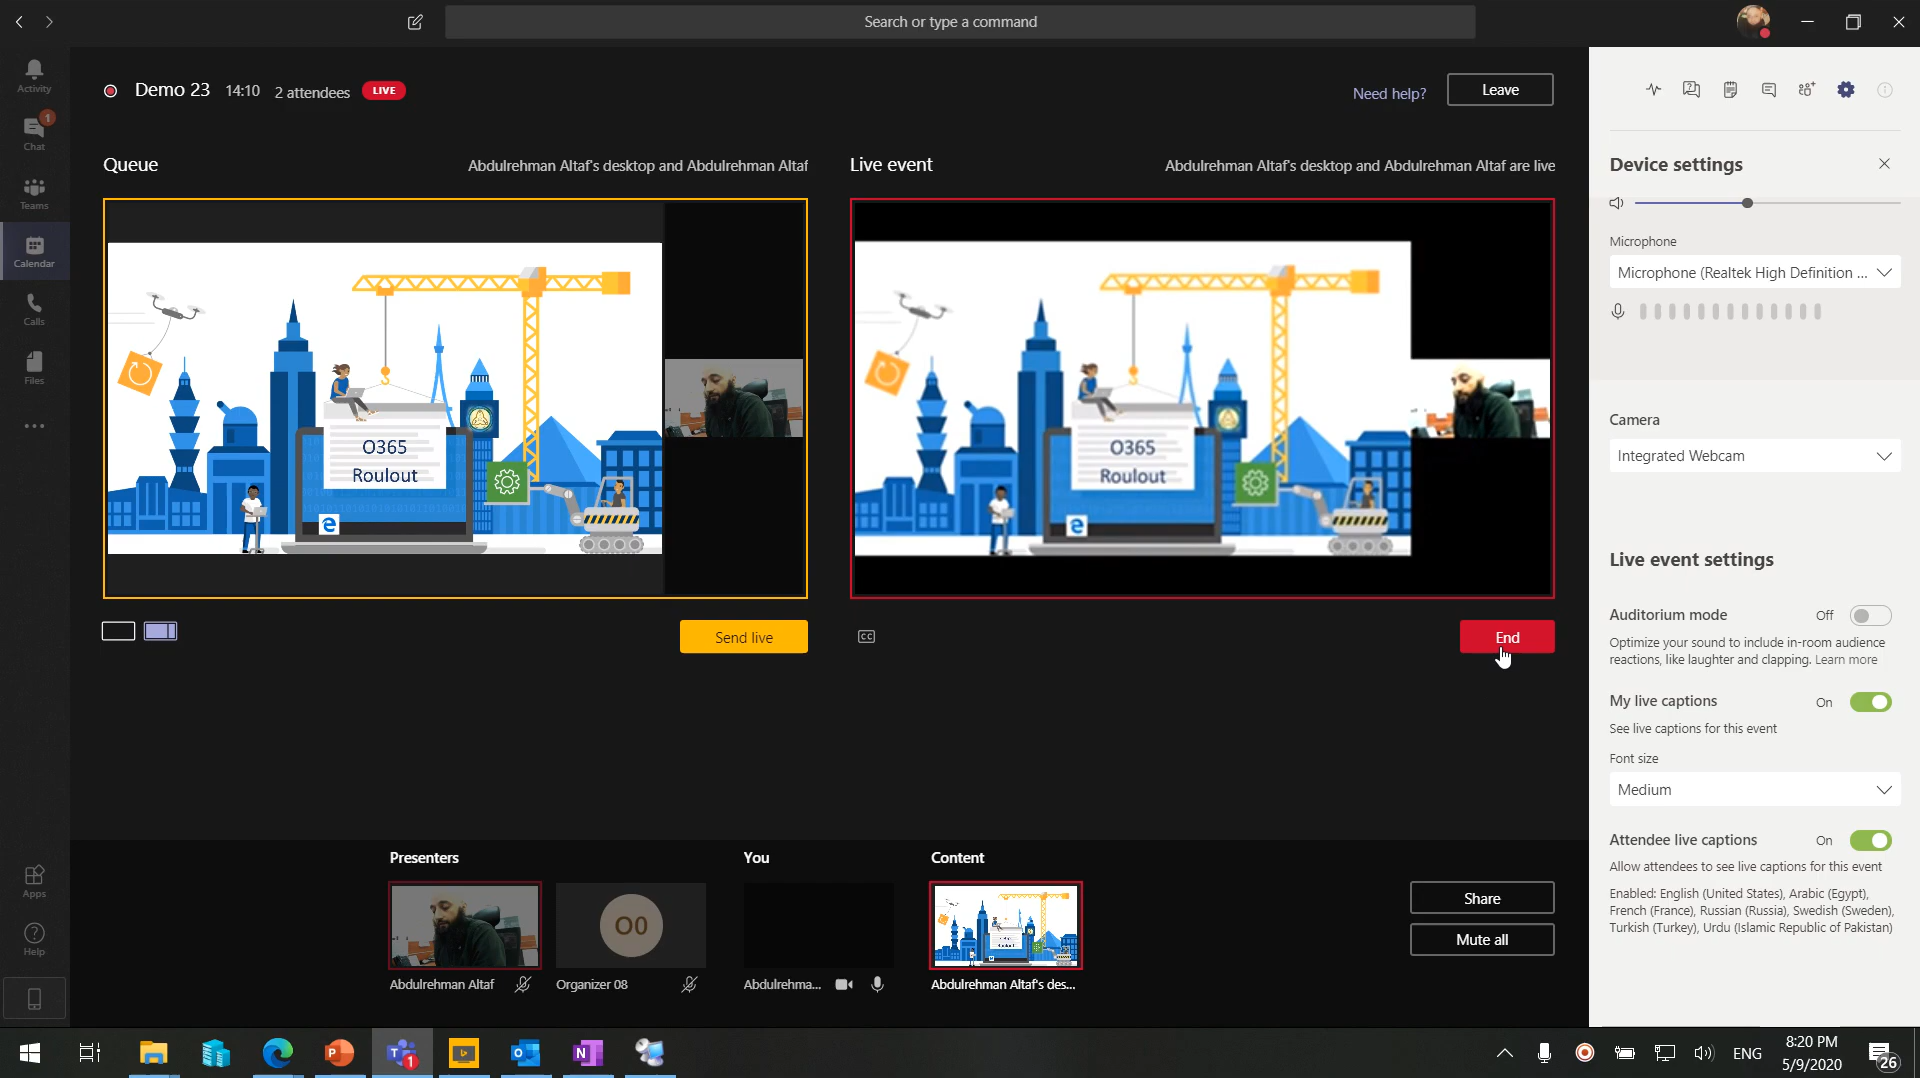 Search or type a command
Activity
1
Chat
Teams
Calendar
Calls
Files
Apps
Help
Demo 23 14:10 2 attendees LIVE
Need help?
Leave
Queue
Abdulrehman Altaf's desktop and Abdulrehman Altaf
Live event
Abdulrehman Altaf's desktop and Abdulrehman Altaf are live
O365
Roulout
O365
Roulout
Send live
CC
End
Presenters
You
Content
O0
Abdulrehman Altaf
Organizer 08
Abdulrehma...
Abdulrehman Altaf's des...
Share
Mute all
Device settings
Microphone
Microphone (Realtek High Definition ...
Camera
Integrated Webcam
Live event settings
Auditorium mode Off
Optimize your sound to include in-room audience
reactions, like laughter and clapping. Learn more
My live captions On
See live captions for this event
Font size
Medium
Attendee live captions On
Allow attendees to see live captions for this event
Enabled: English (United States), Arabic (Egypt),
French (France), Russian (Russia), Swedish (Sweden),
Turkish (Turkey), Urdu (Islamic Republic of Pakistan)
1
ENG
8:20 PM
5/9/2020
26